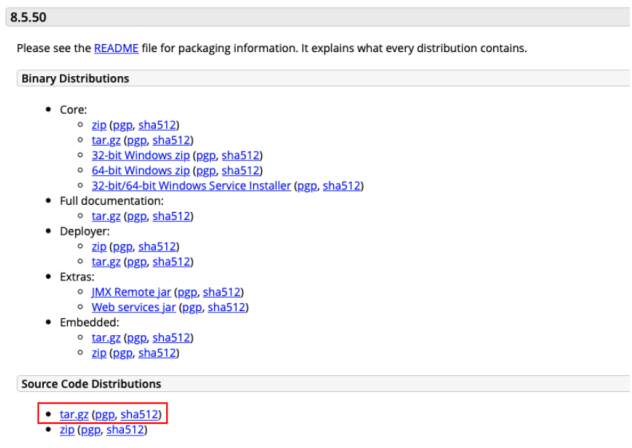 8.5.50
Please see the README file for packaging information. It explains what every distribution contains.
Binary Distributions
Core:
zip (pgp, sha512)
tar.gz (pgp, sha512)
32-bit Windows zip (pgp, sha512)
64-bit Windows zip (pgp, sha512)
32-bit/64-bit Windows Service Installer (pgp, sha512)
Full documentation:
tar.gz (pgp, sha512)
Deployer:
zip (pgp, sha512)
tar.gz (pgp, sha512)
Extras:
JMX Remote jar (pgp, sha512)
Web services jar (pgp, sha512)
Embedded:
tar.gz (pgp, sha512)
zip (pgp, sha512)
Source Code Distributions
tar.gz (pgp, sha512)
zip (pgp, sha512)